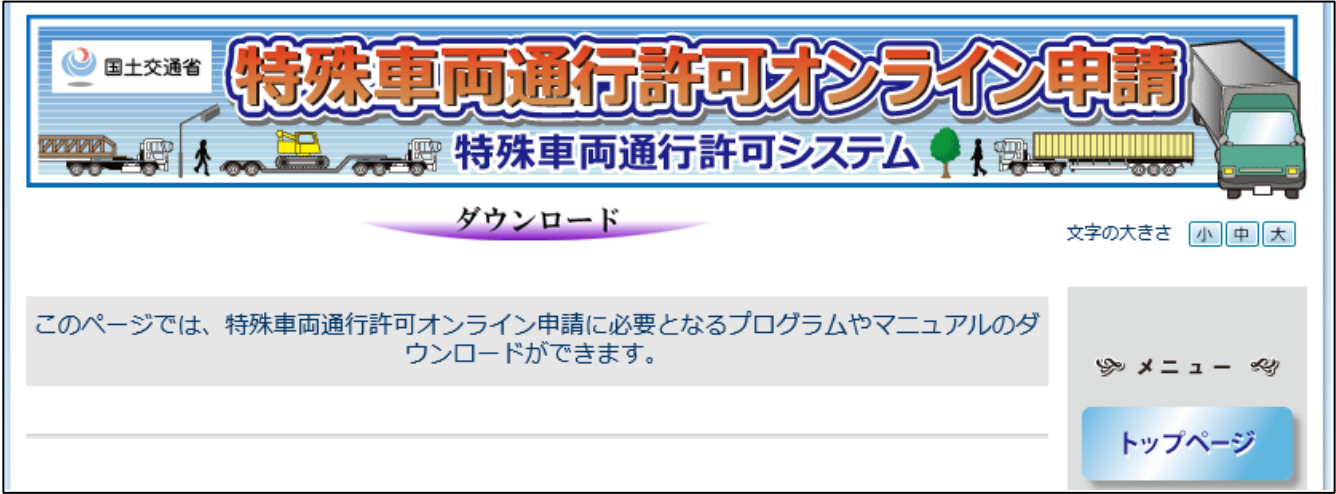 国土交通省
特殊車両通行許可オンライン申請
特殊車両通行許可システム
ダウンロード
文字の大きさ 小 中 大
このページでは、特殊車両通行許可オンライン申請に必要となるプログラムやマニュアルのダ
ウンロードができます。
メニュー
トップページ